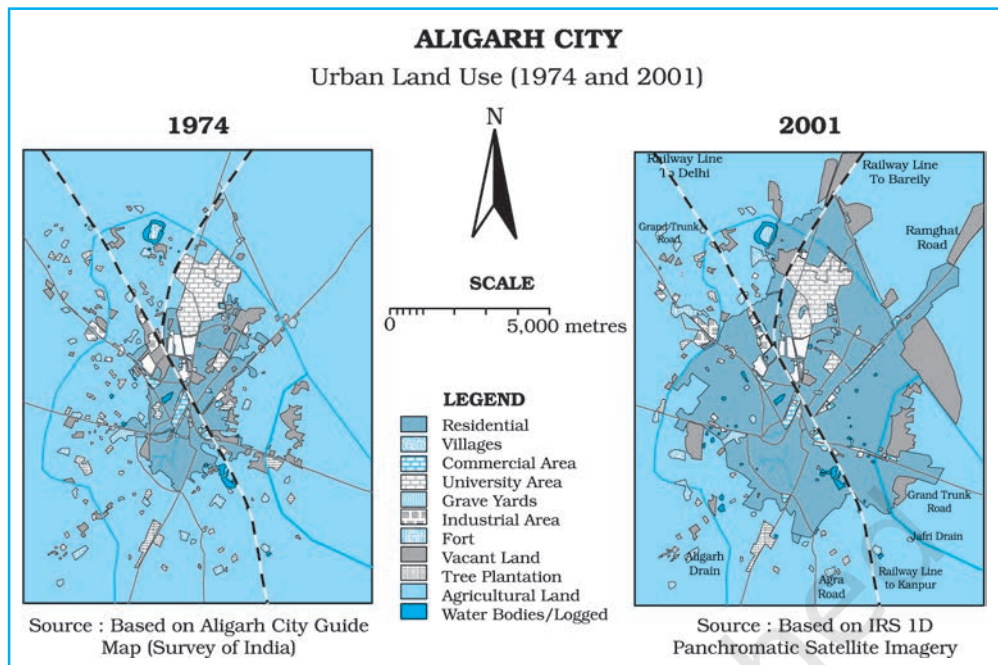 ALIGARH CITY
Urban Land Use (1974 and 2001)
1974
N
2001
SCALE
0 5,000 metres
LEGEND
Residential
Villages
Commercial Area
University Area
Grave Yards
Industrial Area
Fort
Vacant Land
Tree Plantation
Agricultural Land
Water Bodies/Logged
Railway Line
To Delhi
Railway Line
To Bareily
Grand Trunk
Road
Ramghat
Road
Grand Trunk
Road
Jafri Drain
Aligarh
Drain
Agra
Road
Railway Line
to Kanpur
Source : Based on Aligarh City Guide
Map (Survey of India)
Source : Based on IRS 1D
Panchromatic Satellite Imagery